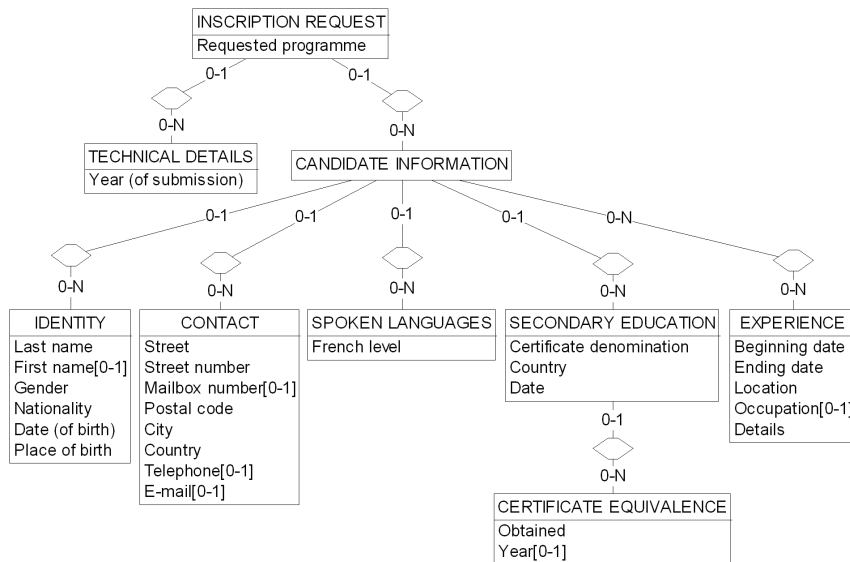 INSCRIPTION REQUEST
Requested programme
0-1
0-1
0-N
0-N
TECHNICAL DETAILS
Year (of submission)
CANDIDATE INFORMATION
0-1
0-1
0-1
0-1
0-N
0-N
0-N
0-N
0-N
0-N
IDENTITY
Last name
First name[0-1]
Gender
Nationality
Date (of birth)
Place of birth
CONTACT
Street
Street number
Mailbox number[0-1]
Postal code
City
Country
Telephone[0-1]
E-mail[0-1]
SPOKEN LANGUAGES
French level
SECONDARY EDUCATION
Certificate denomination
Country
Date
EXPERIENCE
Beginning date
Ending date
Location
Occupation[0-1]
Details
0-1
0-N
CERTIFICATE EQUIVALENCE
Obtained
Year[0-1]